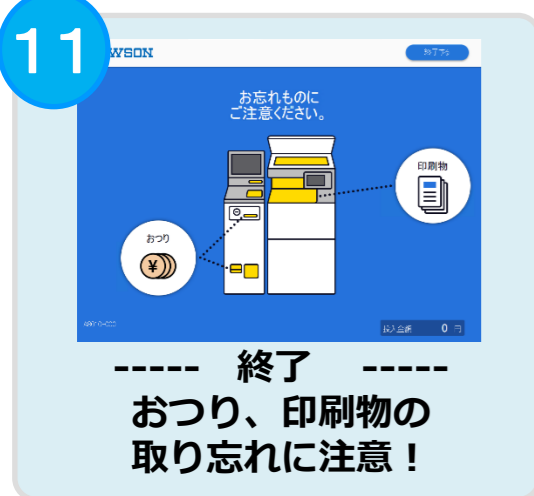 11
WSON
終了する
お忘れものに
ご注意ください。
印刷物
おつり
¥
投入金額 0 円
----- 終了 -----
おつり、印刷物の
取り忘れに注意！